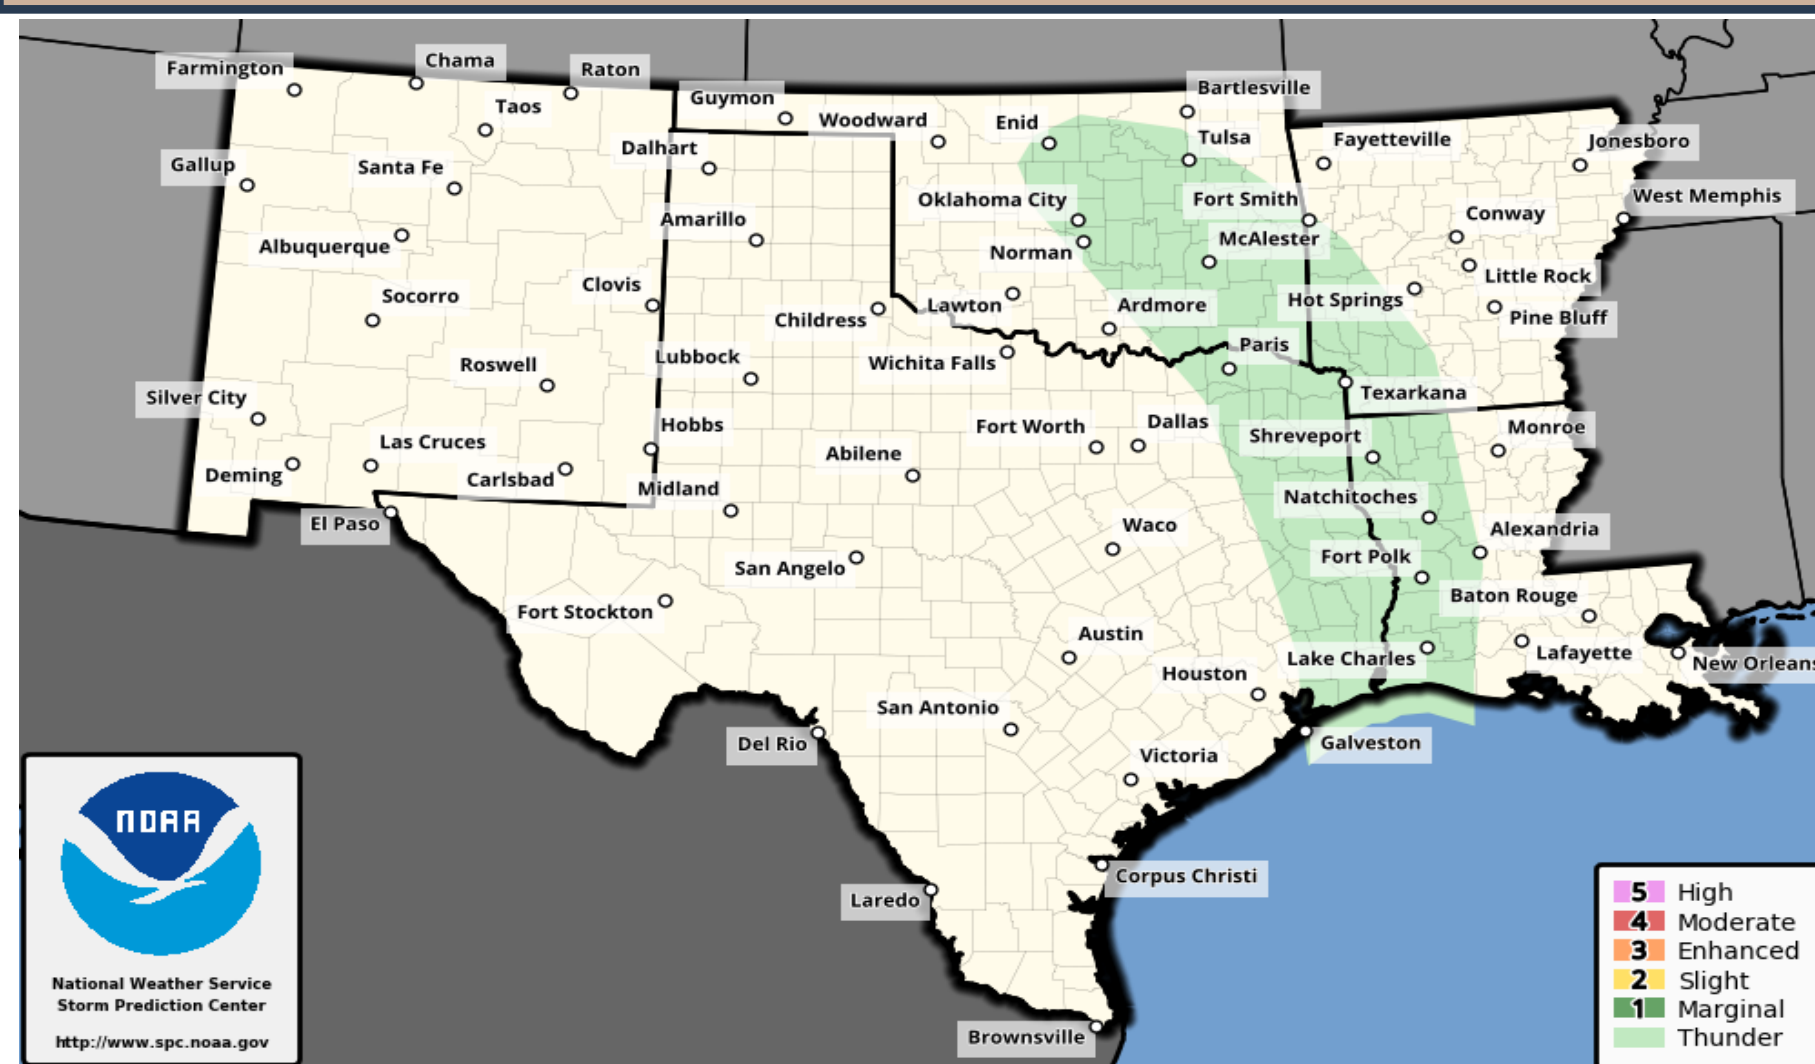 Farmington
Chama
Raton
Taos
Guymon
Woodward
Enid
Bartlesville
Tulsa
Fayetteville
Jonesboro
Gallup
Santa Fe
Dalhart
Oklahoma City
Fort Smith
Conway
West Memphis
Albuquerque
Amarillo
Norman
McAlester
Little Rock
Socorro
Clovis
Childress
Lawton
Ardmore
Hot Springs
Pine Bluff
Roswell
Lubbock
Wichita Falls
Paris
Texarkana
Silver City
Las Cruces
Hobbs
Abilene
Fort Worth
Dallas
Shreveport
Monroe
Deming
Carlsbad
Midland
Natchitoches
El Paso
San Angelo
Waco
Fort Polk
Alexandria
Fort Stockton
Austin
Baton Rouge
Houston
Lake Charles
Lafayette
New Orleans
Del Rio
San Antonio
Victoria
Galveston
Laredo
Corpus Christi
Brownsville
NOAA
National Weather Service
Storm Prediction Center
http://www.spc.noaa.gov
5 High
4 Moderate
3 Enhanced
2 Slight
1 Marginal
Thunder